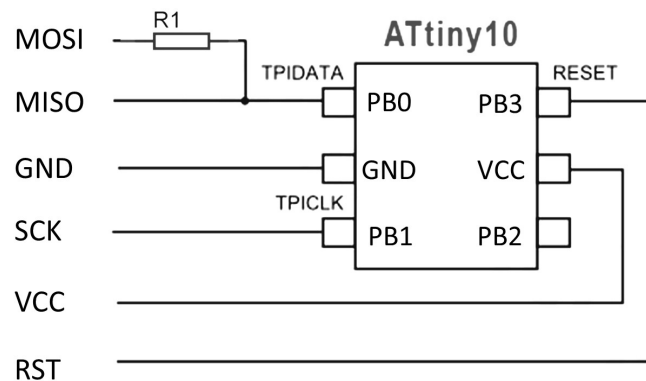 R1
MOSI
ATtiny10
TPIDATA
RESET
MISO
PB0
PB3
GND
GND
VCC
TPICLK
SCK
PB1
PB2
VCC
RST